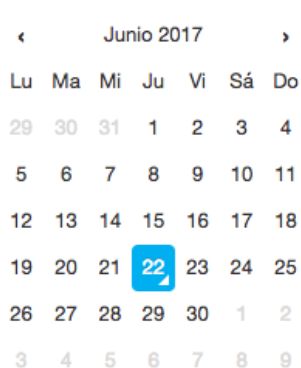 ‹ Junio 2017 ›
Lu Ma Mi Ju Vi Sá Do
29 30 31 1 2 3 4
5 6 7 8 9 10 11
12 13 14 15 16 17 18
19 20 21 22 23 24 25
26 27 28 29 30 1 2
3 4 5 6 7 8 9